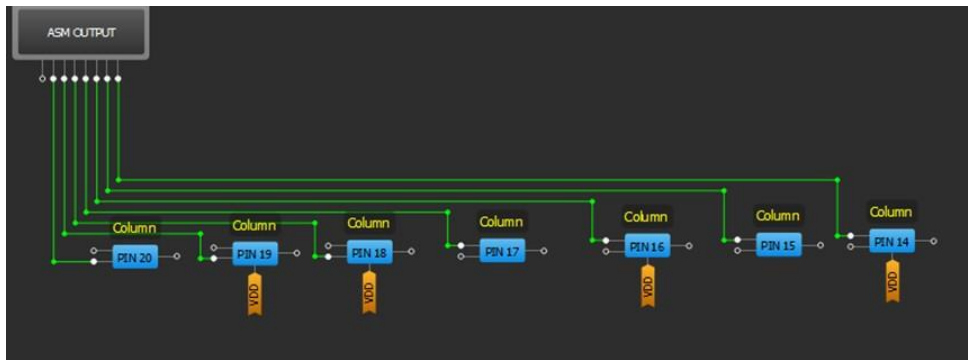 ASM OUTPUT
Column
Column
Column
Column
Column
Column
Column
PIN 20
PIN 19
PIN 18
PIN 17
PIN 16
PIN 15
PIN 14
VDD
VDD
VDD
VDD